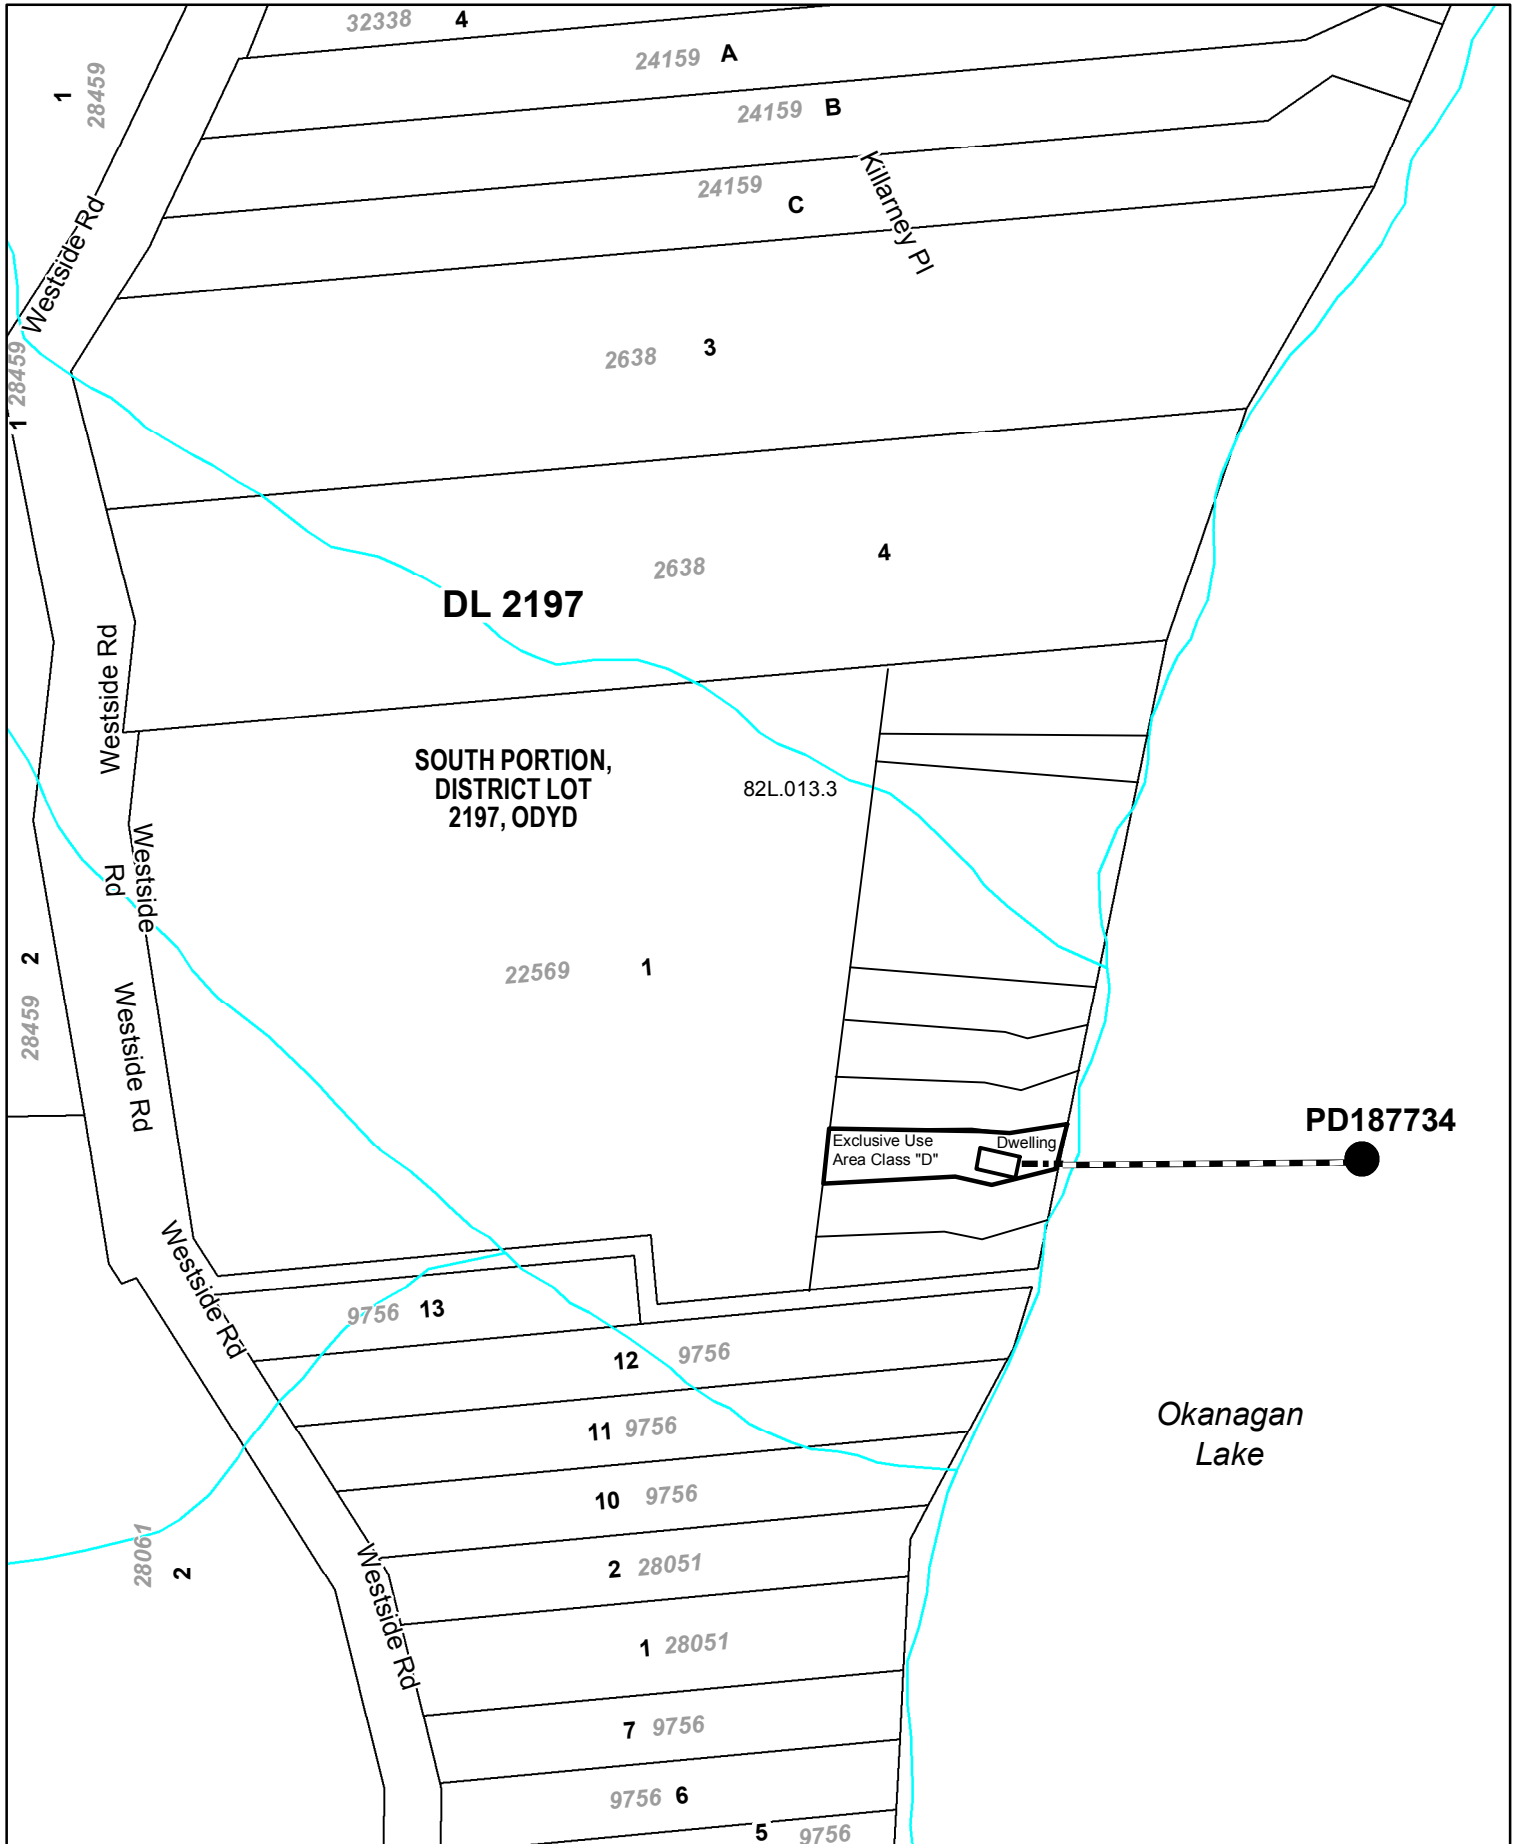 32338 4
24159 A
1
28459
24159 B
24159
C
Killarney Pl
Westside Rd
2638 3
28459
1
2638 4
DL 2197
Westside Rd
SOUTH PORTION,
DISTRICT LOT
2197, ODYD
82L.013.3
Westside
Rd
2
28459
22569 1
Westside Rd
PD187734
Exclusive Use
Area Class "D"
Dwelling
Westside Rd
9756 13
12 9756
11 9756
Okanagan
Lake
10 9756
28061
2
2 28051
Westside Rd
1 28051
7 9756
9756 6
5 9756